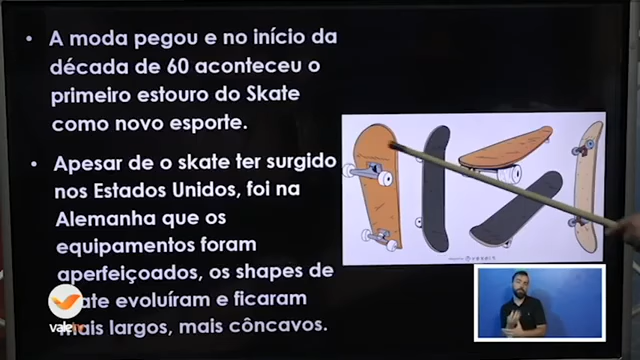 • A moda pegou e no início da
década de 60 aconteceu o
primeiro estouro do Skate
como novo esporte.
• Apesar de o skate ter surgido
nos Estados Unidos, foi na
Alemanha que os
equipamentos foram
aperfeiçoados, os shapes de
ate evoluíram e ficaram
mais largos, mais côncavos.
vale